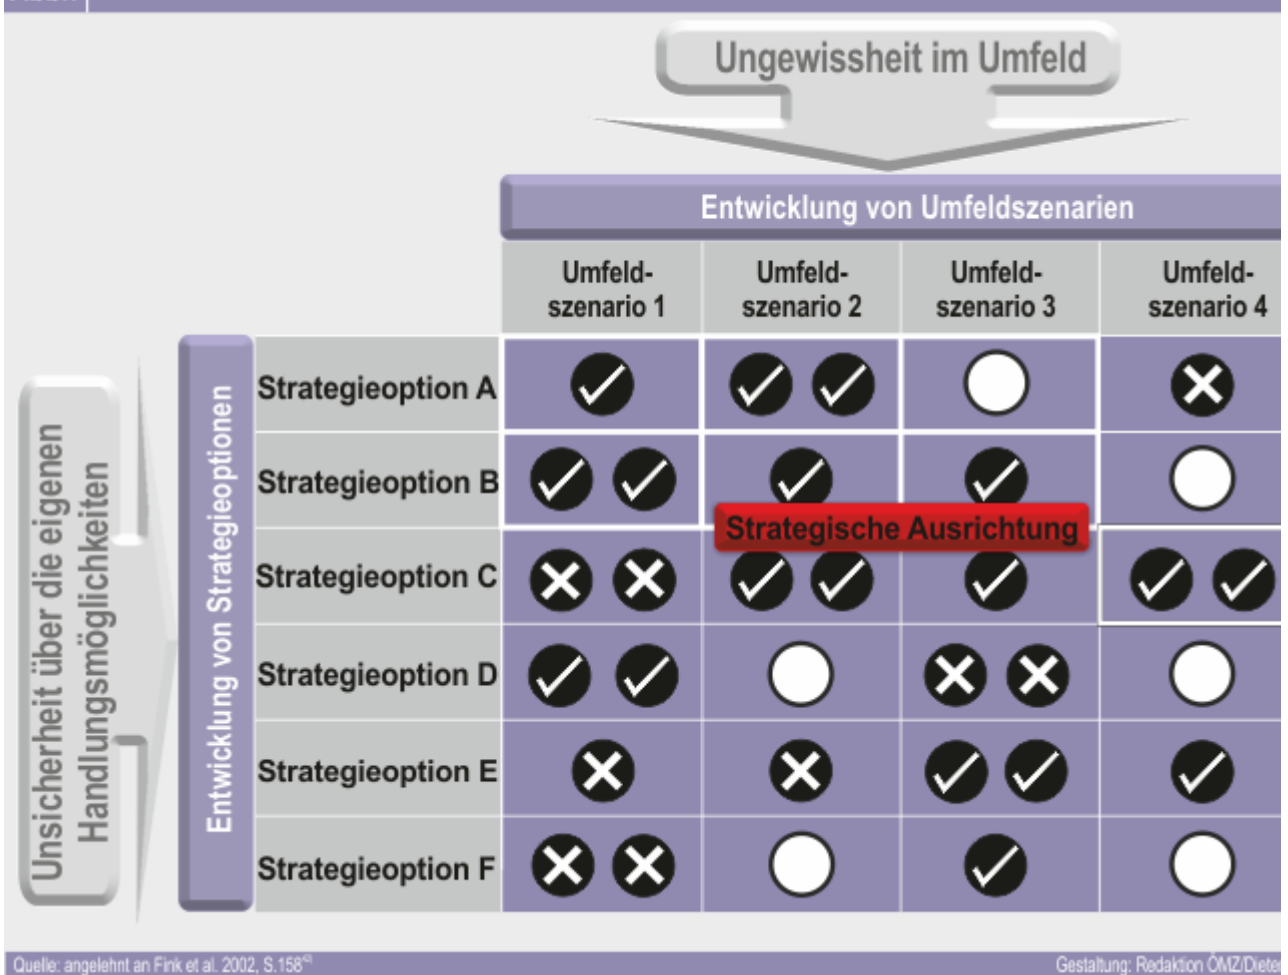 Ungewissheit im Umfeld
Entwicklung von Umfeldszenarien
Umfeld-
szenario 1
Umfeld-
szenario 2
Umfeld-
szenario 3
Umfeld-
szenario 4
Unsicherheit über die eigenen
Handlungsmöglichkeiten
Entwicklung von Strategieoptionen
Strategieoption A
Strategieoption B
Strategische Ausrichtung
Strategieoption C
Strategieoption D
Strategieoption E
Strategieoption F
Quelle: angelehnt an Fink et al. 2002, S.158
Gestaltung: Redaktion ÖMZ/Dieter